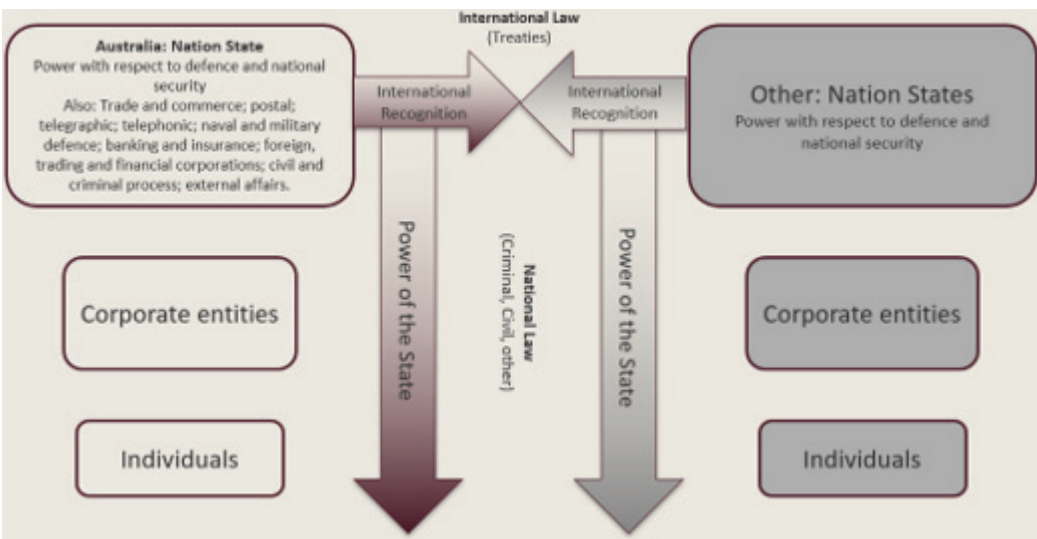 International Law
(Treaties)
Australia: Nation State
Power with respect to defence and national
security
Also: Trade and commerce; postal;
telegraphic; telephonic; naval and military
defence; banking and insurance; foreign,
trading and financial corporations; civil and
criminal process; external affairs.
International
Recognition
International
Recognition
Other: Nation States
Power with respect to defence and
national security
Power of the State
National Law
(Criminal, Civil, other)
Power of the State
Corporate entities
Corporate entities
Individuals
Individuals